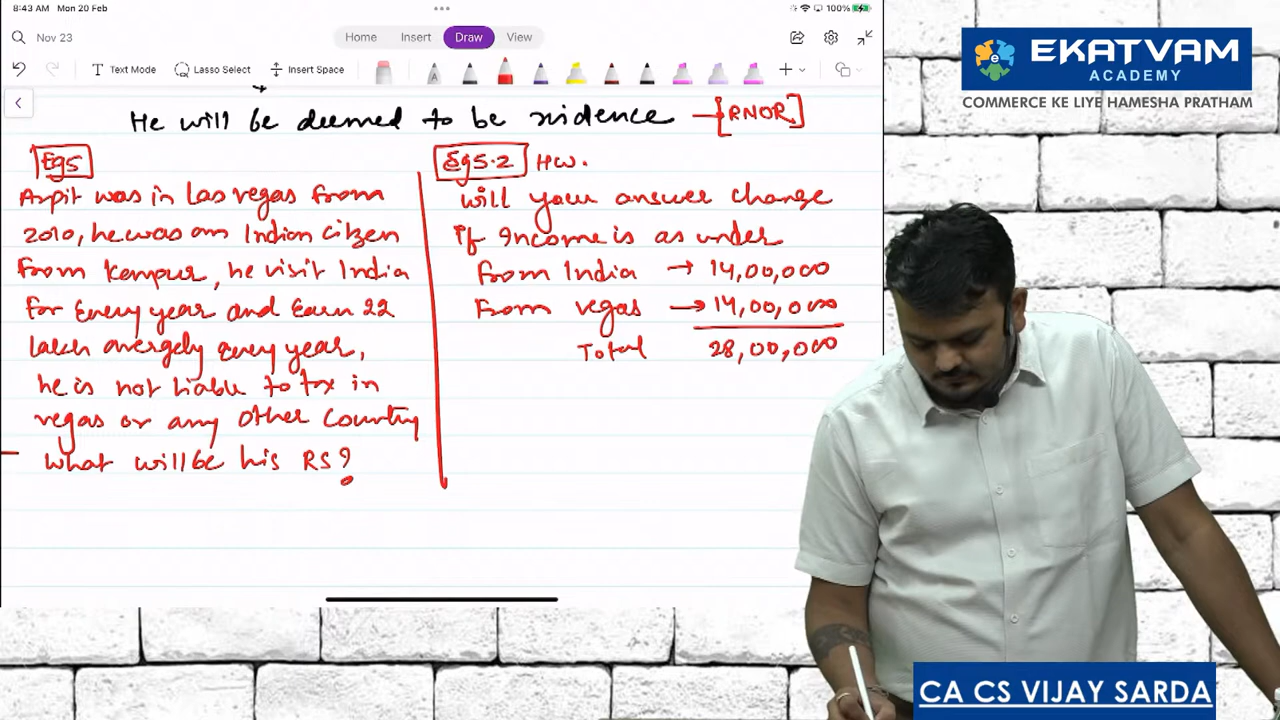 8:43 AM Mon 20 Feb
100%
Nov 23
Home Insert Draw View
Text Mode Lasso Select Insert Space
He will be deemed to be ridence → [RNOR]
Eg5
Arpit was in Las vegas from
2010, he was an Indian citizen
from Kanpur, he visit India
for Every year and Earn 22
lakh avergely Every year,
he is not liable to tax in
vegas or any other country
What will be his RS?
Eg5.2 HW.
will your answer change
If Income is as under
from India → 14,00,000
from vegas → 14,00,000
Total 28,00,000
EKATVAM
ACADEMY
COMMERCE KE LIYE HAMESHA PRATHAM
CA CS VIJAY SARDA